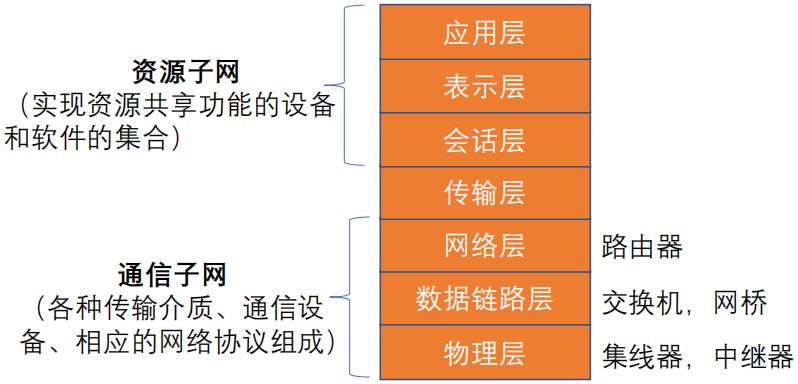 资源子网
（实现资源共享功能的设备
和软件的集合）
通信子网
（各种传输介质、通信设
备、相应的网络协议组成）
应用层
表示层
会话层
传输层
网络层
数据链路层
物理层
路由器
交换机，网桥
集线器，中继器